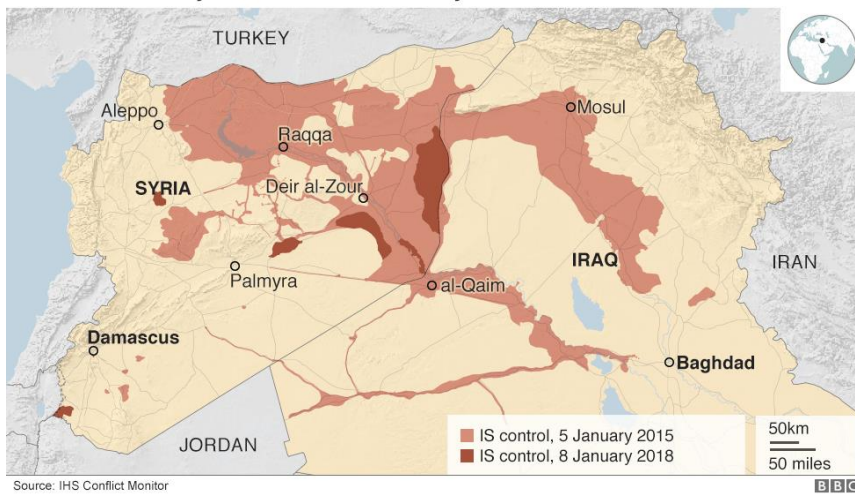 TURKEY
Aleppo
Raqqa
Mosul
SYRIA
Deir al-Zour
IRAQ
IRAN
Palmyra
al-Qaim
Damascus
Baghdad
JORDAN
IS control, 5 January 2015
IS control, 8 January 2018
50km
50 miles
Source: IHS Conflict Monitor
BBC